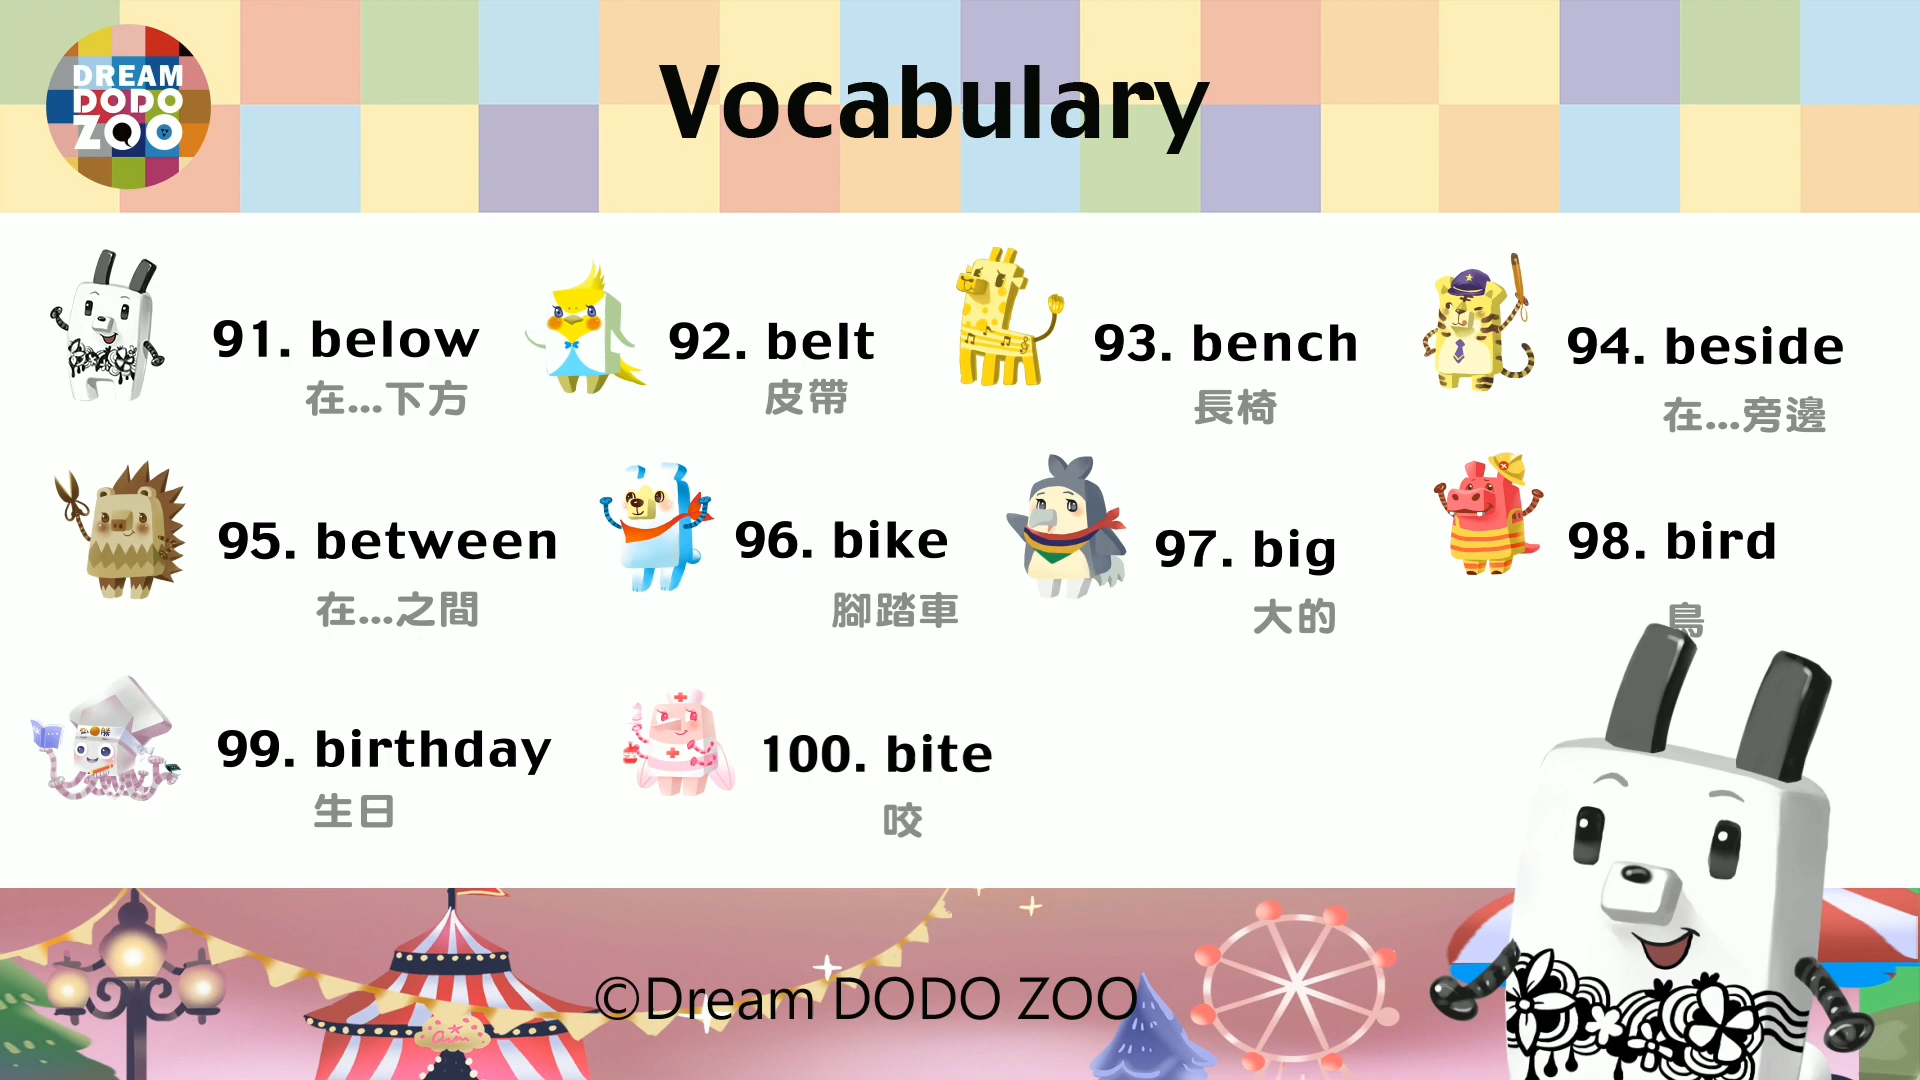 DREAM
DODO
ZOO
Vocabulary
91. below
在...下方
92. belt
皮帶
93. bench
長椅
94. beside
在...旁邊
95. between
在...之間
96. bike
腳踏車
97. big
大的
98. bird
鳥
99. birthday
生日
100. bite
咬
©Dream DODO ZOO